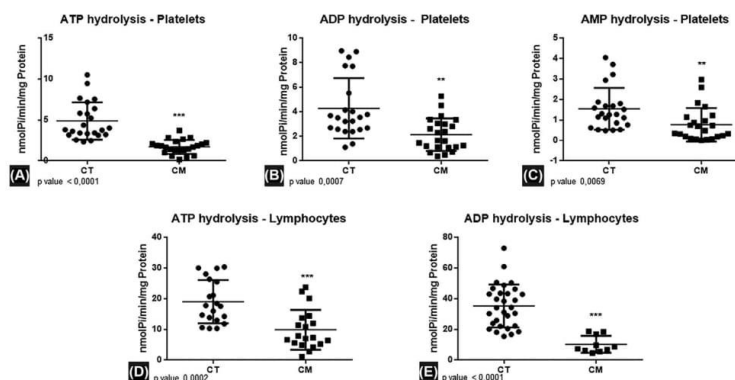 ATP hydrolysis - Platelets
nmolPi/min/mg Protein
15
10
5
0
CT
CM
***
(A)
p value < 0,0001
ADP hydrolysis - Platelets
nmolPi/min/mg Protein
10
8
6
4
2
0
CT
CM
**
(B)
p value 0,0007
AMP hydrolysis - Platelets
nmolPi/min/mg Protein
5
4
3
2
1
0
-1
CT
CM
**
(C)
p value 0,0069
ATP hydrolysis - Lymphocytes
nmolPi/min/mg Protein
40
30
20
10
0
CT
CM
***
(D)
p value 0,0002
ADP hydrolysis - Lymphocytes
nmolPi/min/mg Protein
80
60
40
20
0
CT
CM
***
(E)
p value < 0,0001